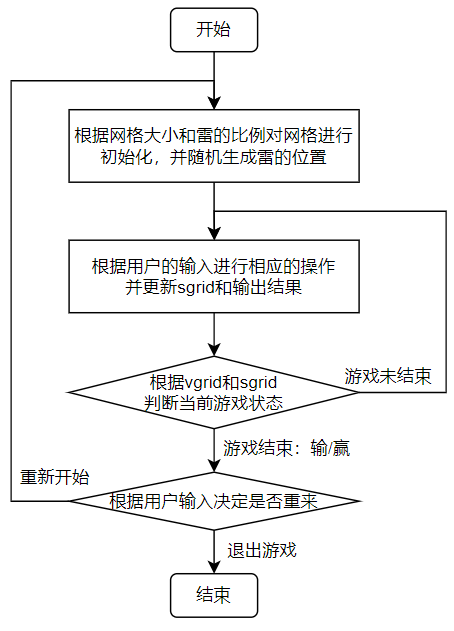 开始
根据网格大小和雷的比例对网格进行
初始化，并随机生成雷的位置
根据用户的输入进行相应的操作
并更新sgrid和输出结果
根据vgrid和sgrid
判断当前游戏状态
游戏未结束
游戏结束：输/赢
重新开始
根据用户输入决定是否重来
退出游戏
结束